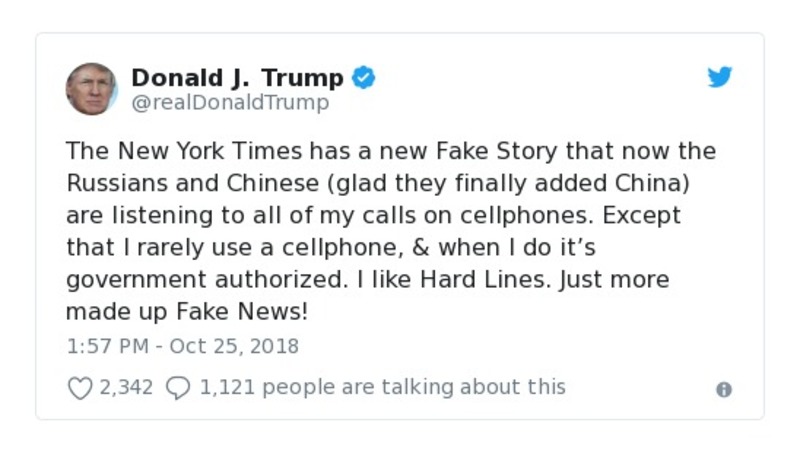 Donald J. Trump
@realDonaldTrump
The New York Times has a new Fake Story that now the
Russians and Chinese (glad they finally added China)
are listening to all of my calls on cellphones. Except
that I rarely use a cellphone, & when I do it’s
government authorized. I like Hard Lines. Just more
made up Fake News!
1:57 PM - Oct 25, 2018
2,342 1,121 people are talking about this